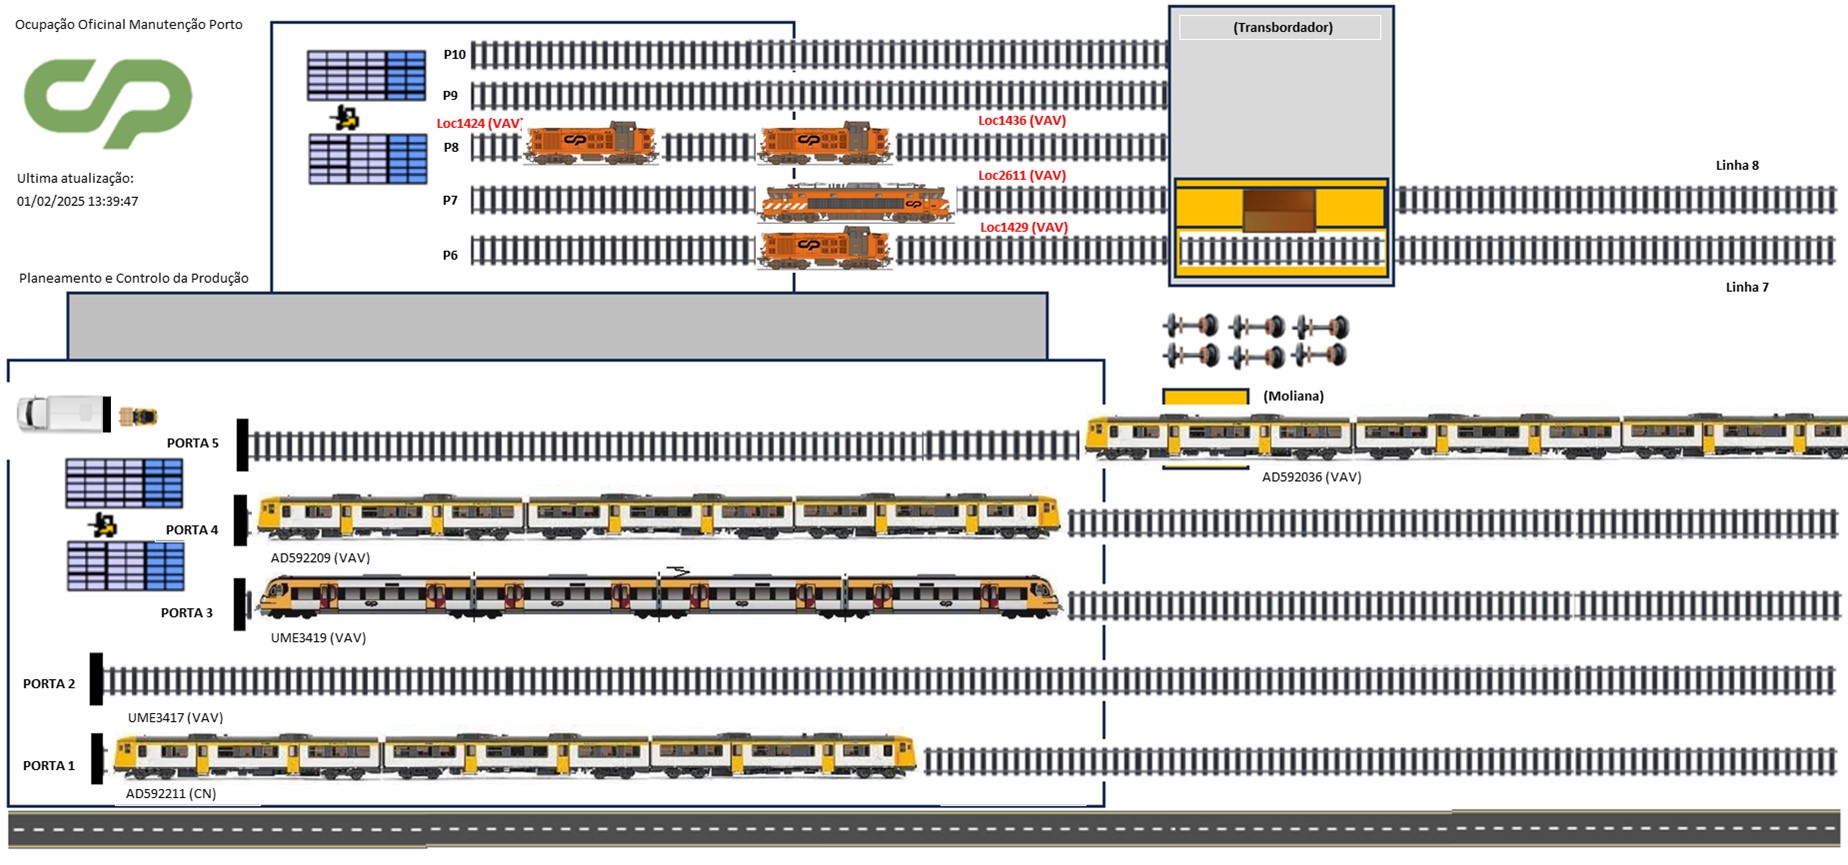 Ocupação Oficinal Manutenção Porto
(Transbordador)
P10
P9
Loc1424 (VAV)
Loc1436 (VAV)
P8
Linha 8
Ultima atualização:
01/02/2025 13:39:47
Loc2611 (VAV)
P7
Loc1429 (VAV)
P6
Planeamento e Controlo da Produção
Linha 7
(Moliana)
PORTA 5
AD592036 (VAV)
PORTA 4
AD592209 (VAV)
PORTA 3
UME3419 (VAV)
PORTA 2
UME3417 (VAV)
PORTA 1
AD592211 (CN)